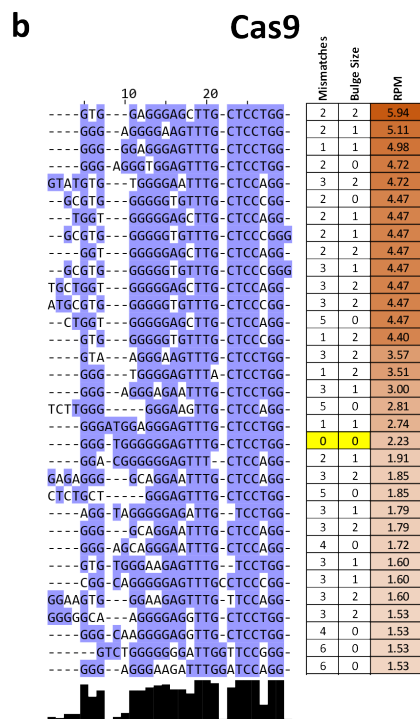 b
Cas9
Mismatches
Bulge Size
RPM
10 20
----GTG---GAGGGAGCTTG-CTCCTGG- 2 2 5.94
----GGG--AGGGGAAGTTTG-CTCCTGG- 2 1 5.11
----GGG--GGAGGGAGTTTG-CTCCTGG- 1 1 4.98
----GGG-AGGGTGGAGTTTG-CTCCTGG- 2 0 4.72
GTATGTG---TGGGGAATTTG-CTCCAGG- 3 2 4.72
--GCGTG---GGGGGTGTTTG-CTCCTGG- 2 0 4.47
---TGGT---GGGGGAGCTTG-CTCCTGG- 2 1 4.47
--GCGTG---GGGGGTGTTTG-CTCCCGGG 2 1 4.47
----GGT---GGGGGAGCTTG-CTCCAGG- 2 2 4.47
--GCGTG---GGGGGTGTTTG-CTCCCGGG 3 1 4.47
TGCTGGT---GGGGGAGCTTG-CTCCAGG- 3 2 4.47
ATGCGTG---GGGGGTGTTTG-CTCCTGG- 3 2 4.47
--CTGGT---GGGGGAGCTTG-CTCCAGG- 5 0 4.47
----GTG---GGGGGTGTTTG-CTCCTGG- 1 2 4.40
----GTA---AGGGAAGTTTG-CTCCTGG- 3 2 3.57
----GGG---TGGGGAGTTTA-CTCCTGG- 1 2 3.51
----GGG--AGGGAGAATTTG-CTCCTGG- 3 1 3.00
TCTTGGG-----GGGAAGTTG-CTCCTGG- 5 0 2.81
----GGGATGGAGGGAGTTTG-CTCCTGG- 1 1 2.74
----GGG-TGGGGGGAGTTTG-CTCCTGG- 0 0 2.23
----GGA-CGGGGGGAGTTT--CTCCAGG- 2 1 1.91
GAGAGGG---GCAGGAATTTG-CTCCAGG- 3 2 1.85
CTCTGCT-----GGGAGTTTG-CTCCTGG- 5 0 1.85
----AGG-TAGGGGGAGATTG--TCCTGG- 3 1 1.79
----GGG---GCAGGAATTTG-CTCCTGG- 3 2 1.79
----GGG-AGCAGGGAATTTG-CTCCAGG- 4 0 1.72
----GTG-TGGGAAGAGTTTG--TCCTGG- 3 1 1.60
----CGG-CAGGGGGAGTTTGCCTCCCGG- 3 1 1.60
GGAAGTG---GGAAGAGTTTG-TTCCAGG- 3 2 1.60
GGGGGCA---AGGGGAGGTTG-CTCCTGG- 3 2 1.53
----GGG-CAAGGGGAGGTTG-CTCCTGG- 4 0 1.53
------GTCTGGGGGGGATTGGTTCCGGG- 6 0 1.53
----GGG--AGGGAAGATTTGGATCCAGG- 6 0 1.53